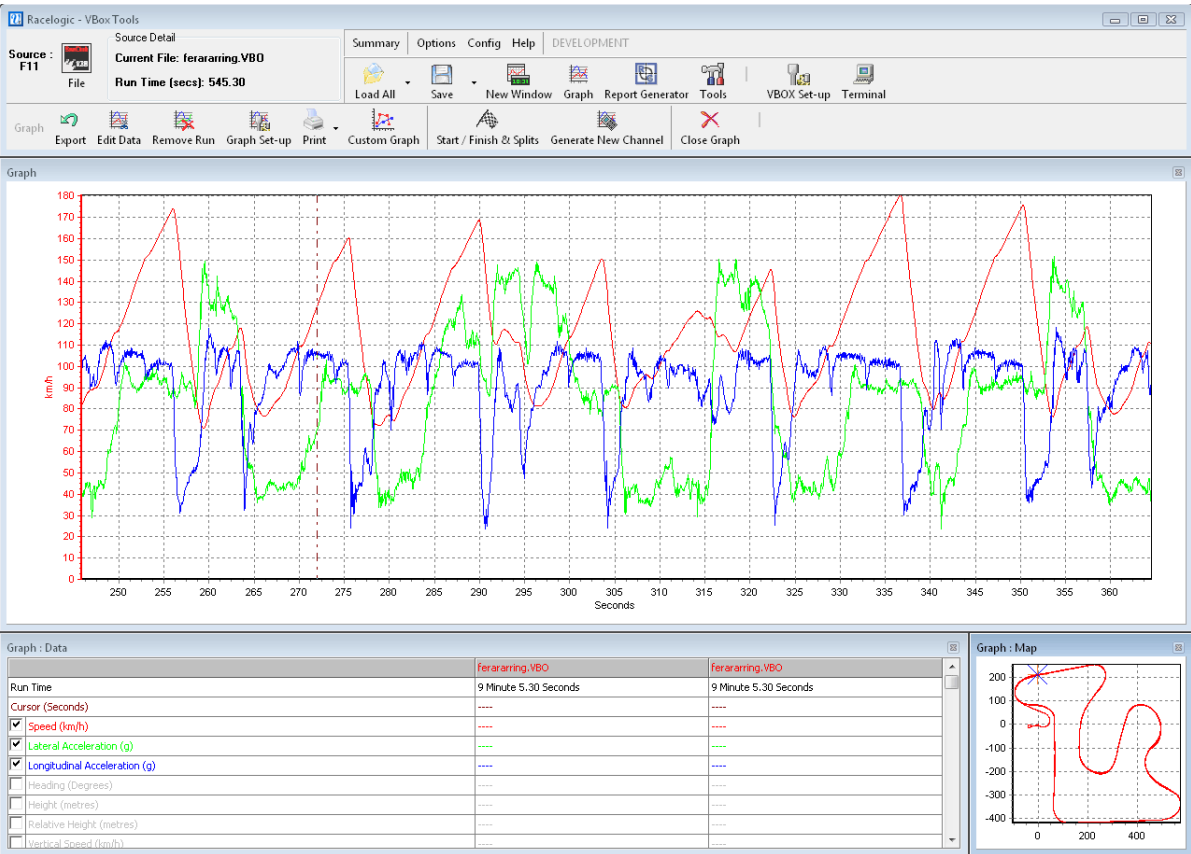 Racelogic - VBox Tools
Source : F11
File
Source Detail
Current File: ferararring.VBO
Run Time (secs): 545.30
Summary Options Config Help DEVELOPMENT
Load All Save New Window Graph Report Generator Tools VBOX Set-up Terminal
Graph Export Edit Data Remove Run Graph Set-up Print Custom Graph Start / Finish & Splits Generate New Channel Close Graph
Graph
180
170
160
150
140
130
120
110
100
90
80
70
60
50
40
30
20
10
0
km/h
250 255 260 265 270 275 280 285 290 295 300 305 310 315 320 325 330 335 340 345 350 355 360
Seconds
Graph : Data
ferararring.VBO ferararring.VBO
Run Time 9 Minute 5.30 Seconds 9 Minute 5.30 Seconds
Cursor (Seconds) ---- ----
Speed (km/h) ---- ----
Lateral Acceleration (g) ---- ----
Longitudinal Acceleration (g) ---- ----
Heading (Degrees) ---- ----
Height (metres) ---- ----
Relative Height (metres) ---- ----
Vertical Speed (km/h) ---- ----
Graph : Map
200
100
0
-100
-200
-300
-400
0 200 400